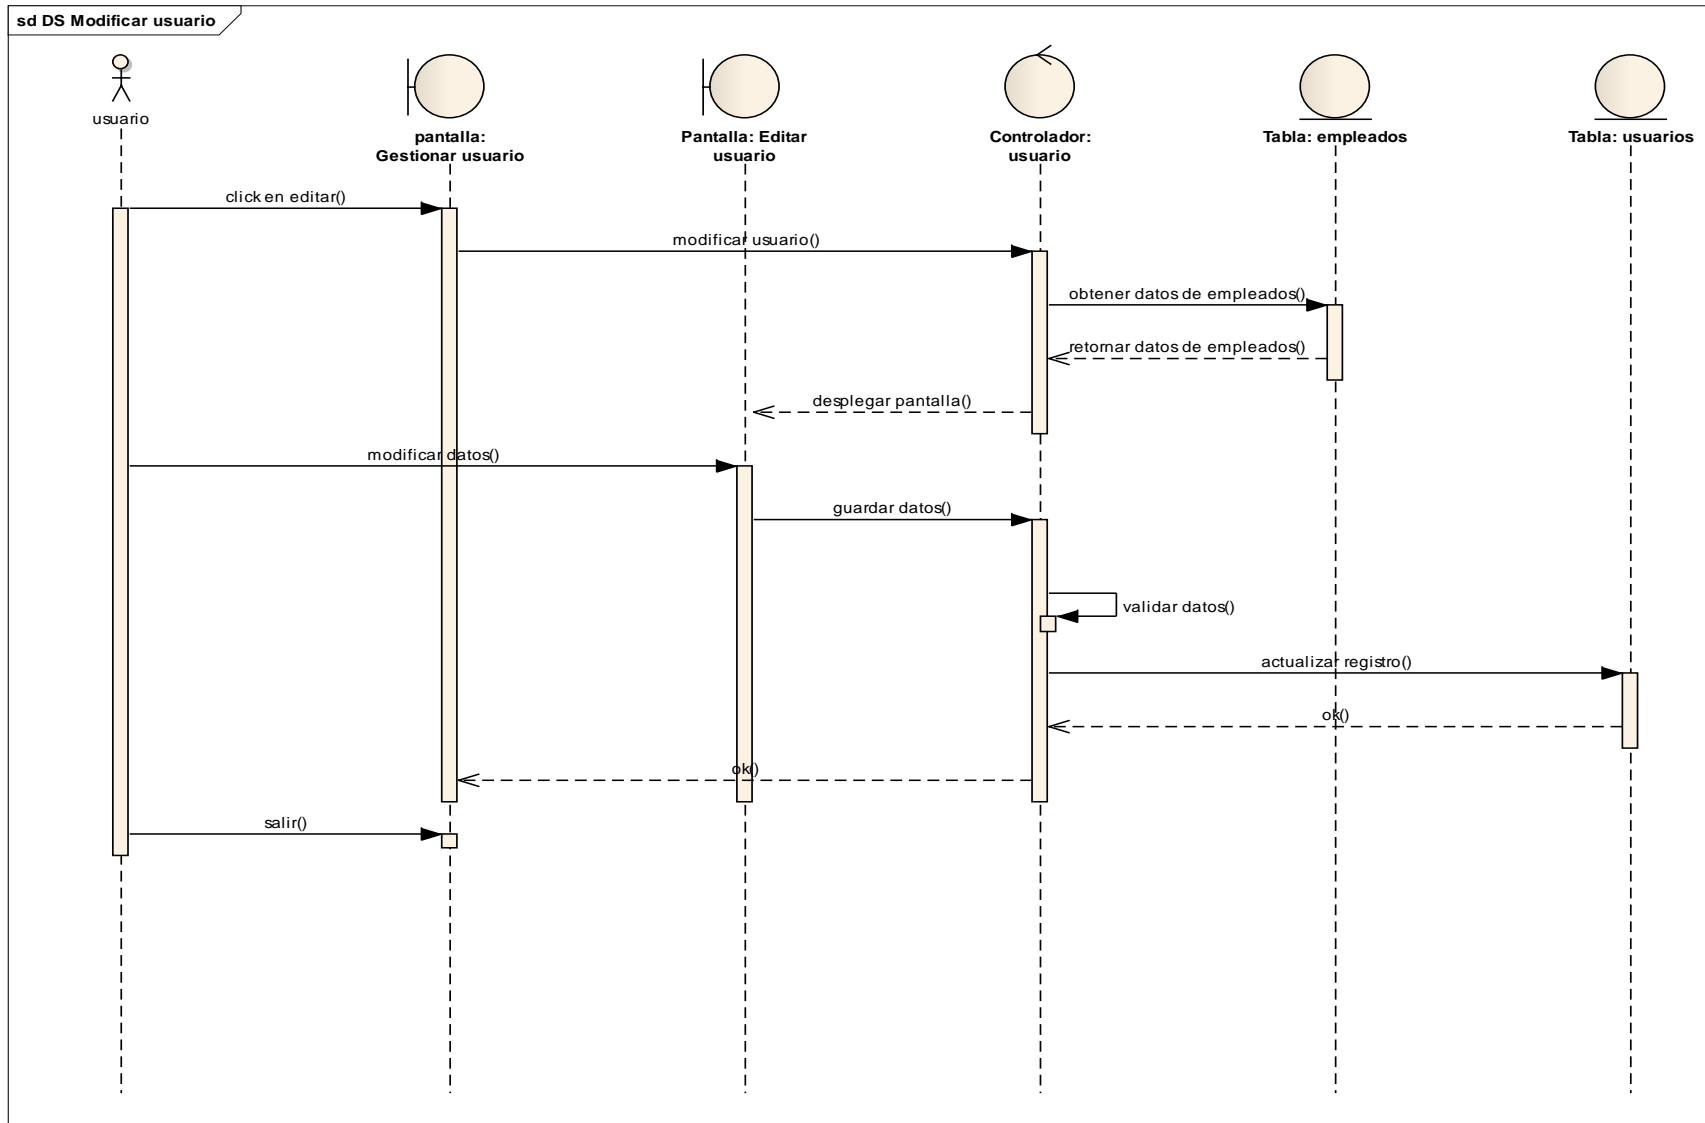 sd DS Modificar usuario
usuario
pantalla:
Gestionar usuario
Pantalla: Editar
usuario
Controlador:
usuario
Tabla: empleados
Tabla: usuarios
click en editar()
modificar usuario()
obtener datos de empleados()
retornar datos de empleados()
desplegar pantalla()
modificar datos()
guardar datos()
validar datos()
actualizar registro()
ok()
ok()
salir()